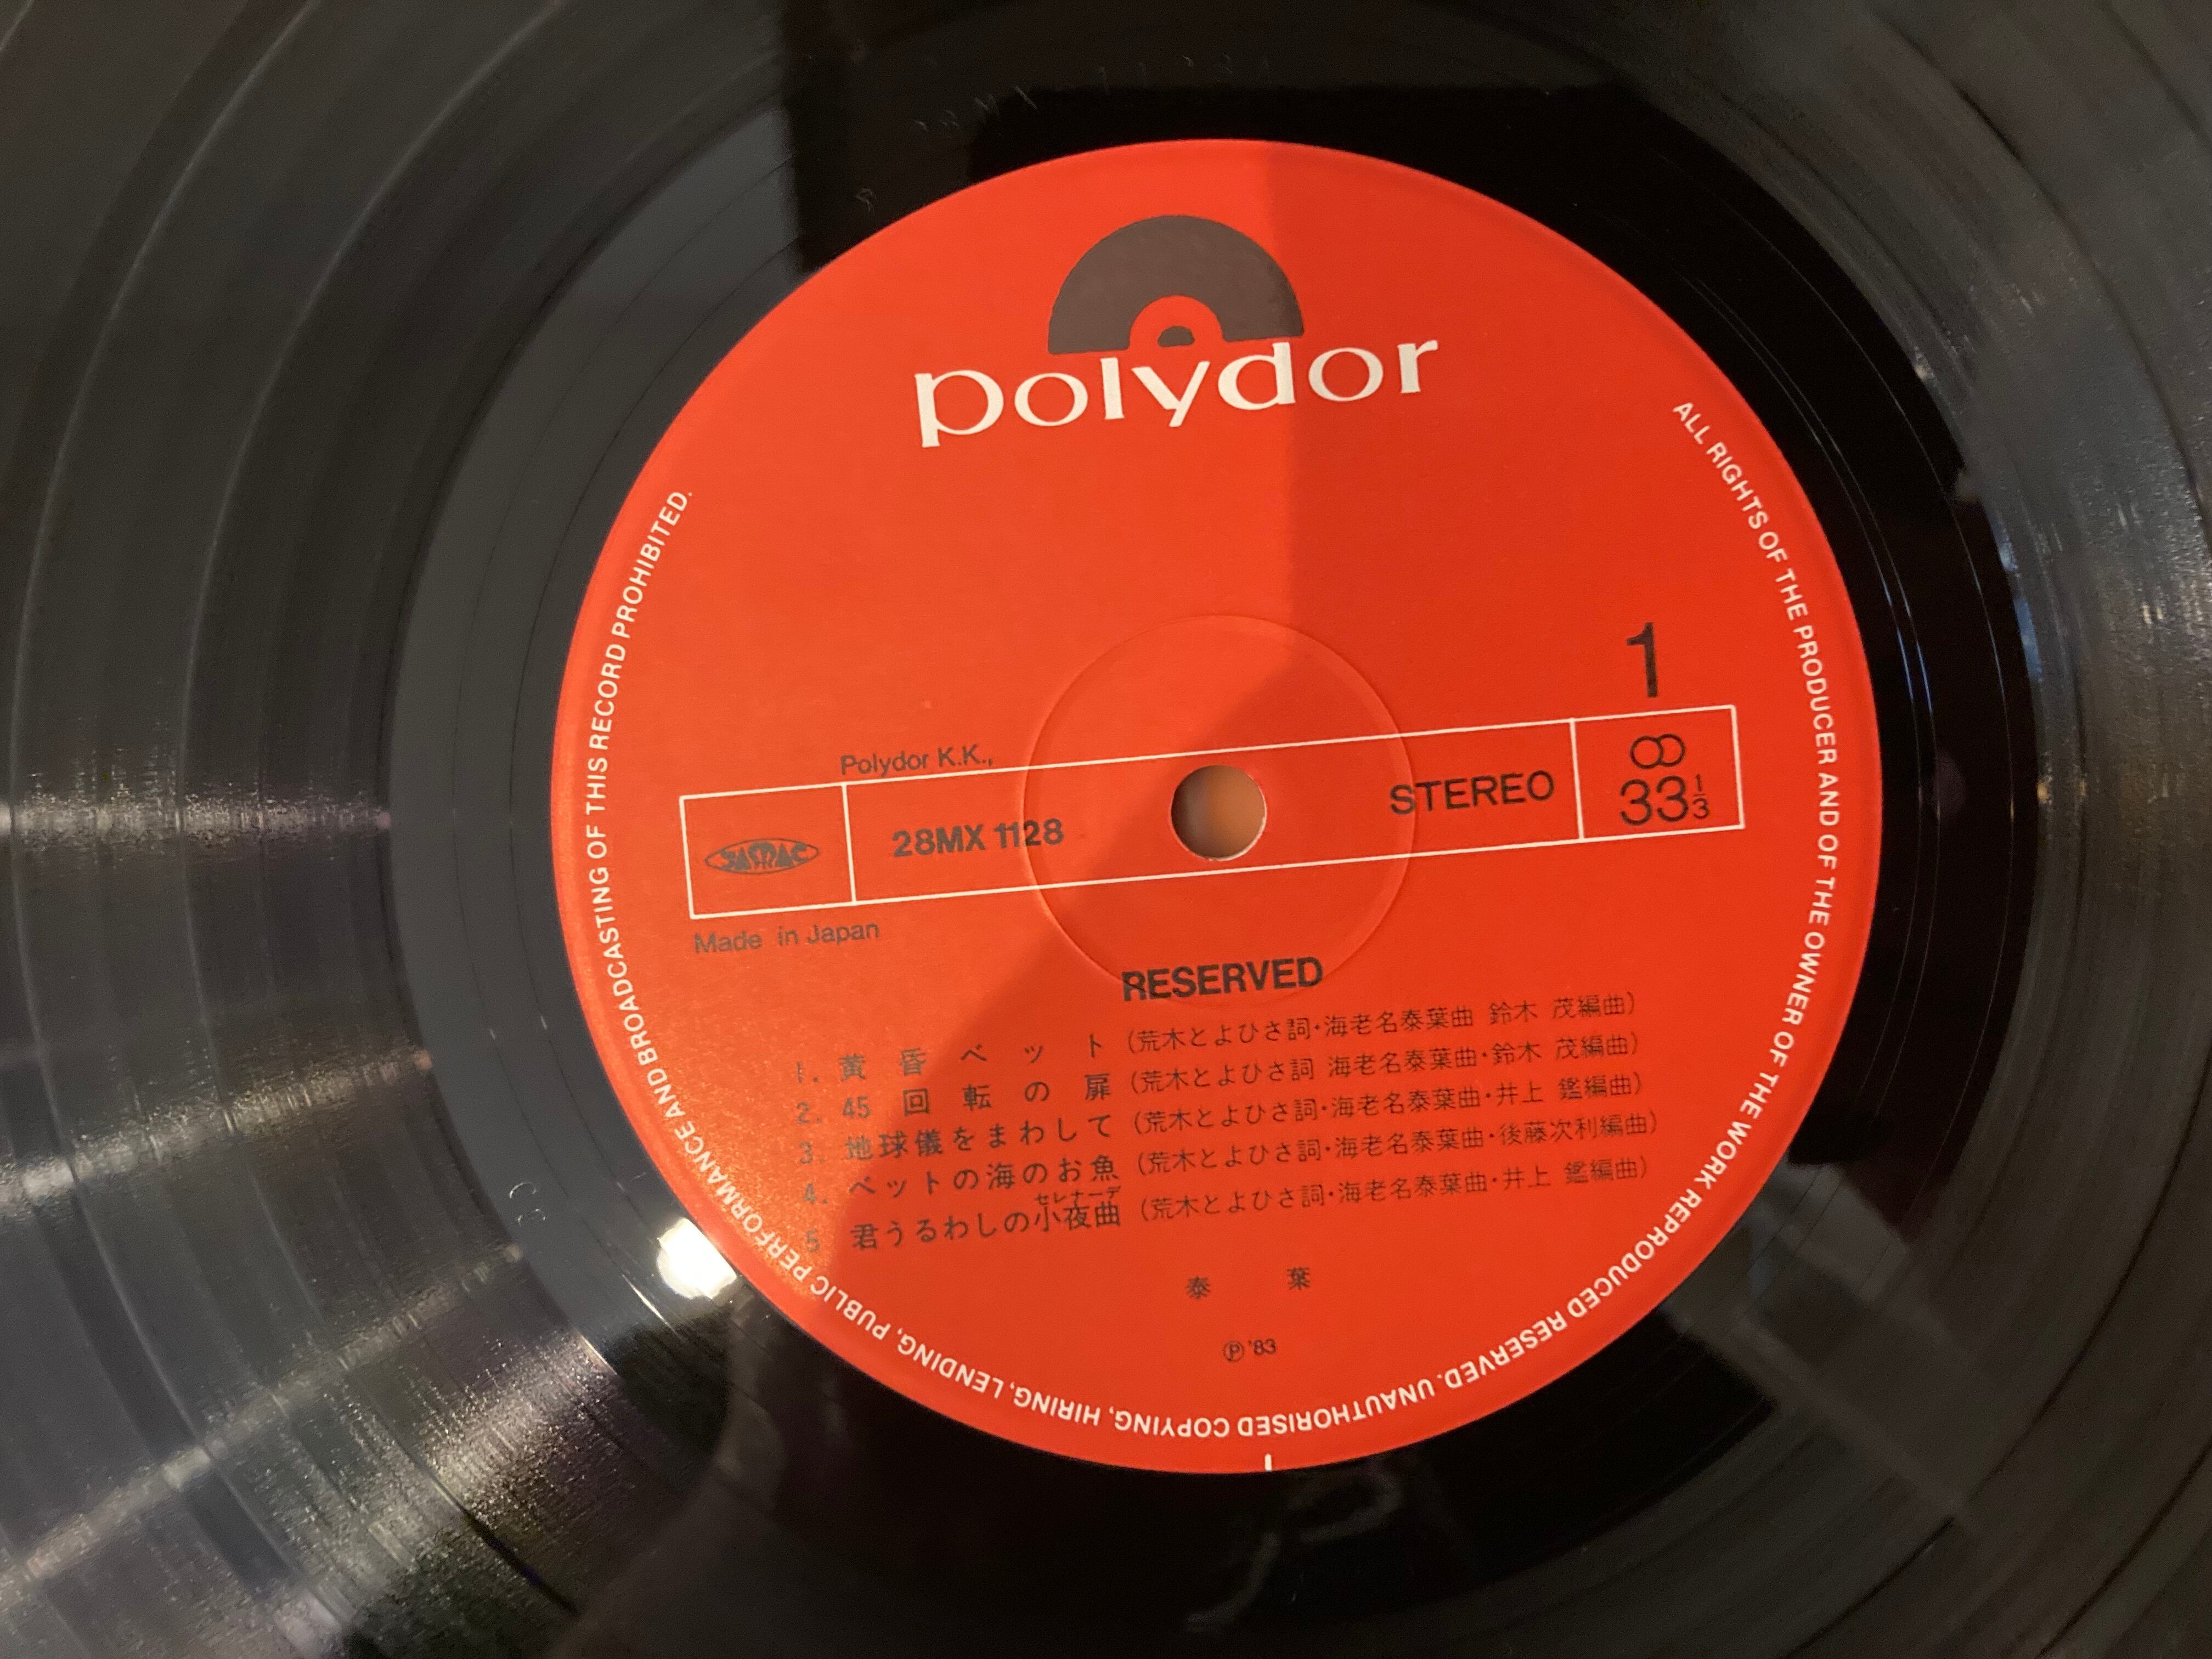 polydor
1
Polydor K.K.,
JASRAC
28MX 1128
STEREO
33 1/3
Made in Japan
RESERVED
1. 黄昏ベット (荒木とよひさ詞・海老名泰葉曲 鈴木 茂編曲)
2. 45回転の扉 (荒木とよひさ詞 海老名泰葉曲・鈴木 茂編曲)
3. 地球儀をまわして (荒木とよひさ詞・海老名泰葉曲・井上 鑑編曲)
4. ベットの海のお魚 (荒木とよひさ詞・海老名泰葉曲・後藤次利編曲)
セレナーデ
5 君うるわしの小夜曲 (荒木とよひさ詞・海老名泰葉曲・井上 鑑編曲)
泰 葉
Ⓟ'83
ALL RIGHTS OF THE PRODUCER AND OF THE OWNER OF THE WORK REPRODUCED RESERVED. UNAUTHORISED COPYING, HIRING, LENDING, PUBLIC PERFORMANCE AND BROADCASTING OF THIS RECORD PROHIBITED.